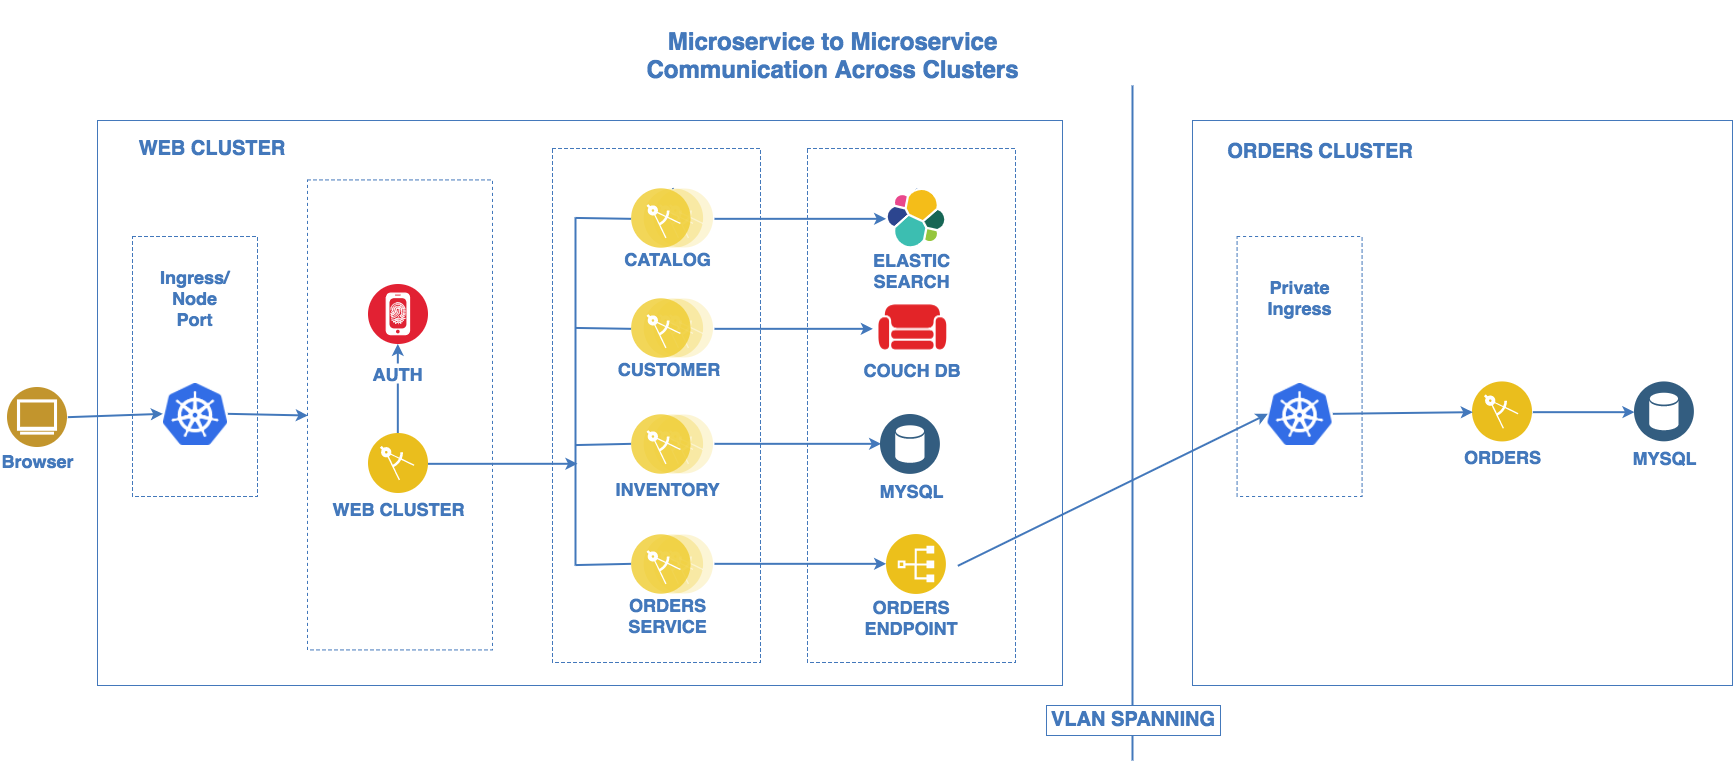 Microservice to Microservice
Communication Across Clusters
WEB CLUSTER
Ingress/
Node
Port
Browser
AUTH
WEB CLUSTER
CATALOG
CUSTOMER
INVENTORY
ORDERS
SERVICE
ELASTIC
SEARCH
COUCH DB
MYSQL
ORDERS
ENDPOINT
VLAN SPANNING
ORDERS CLUSTER
Private
Ingress
ORDERS
MYSQL